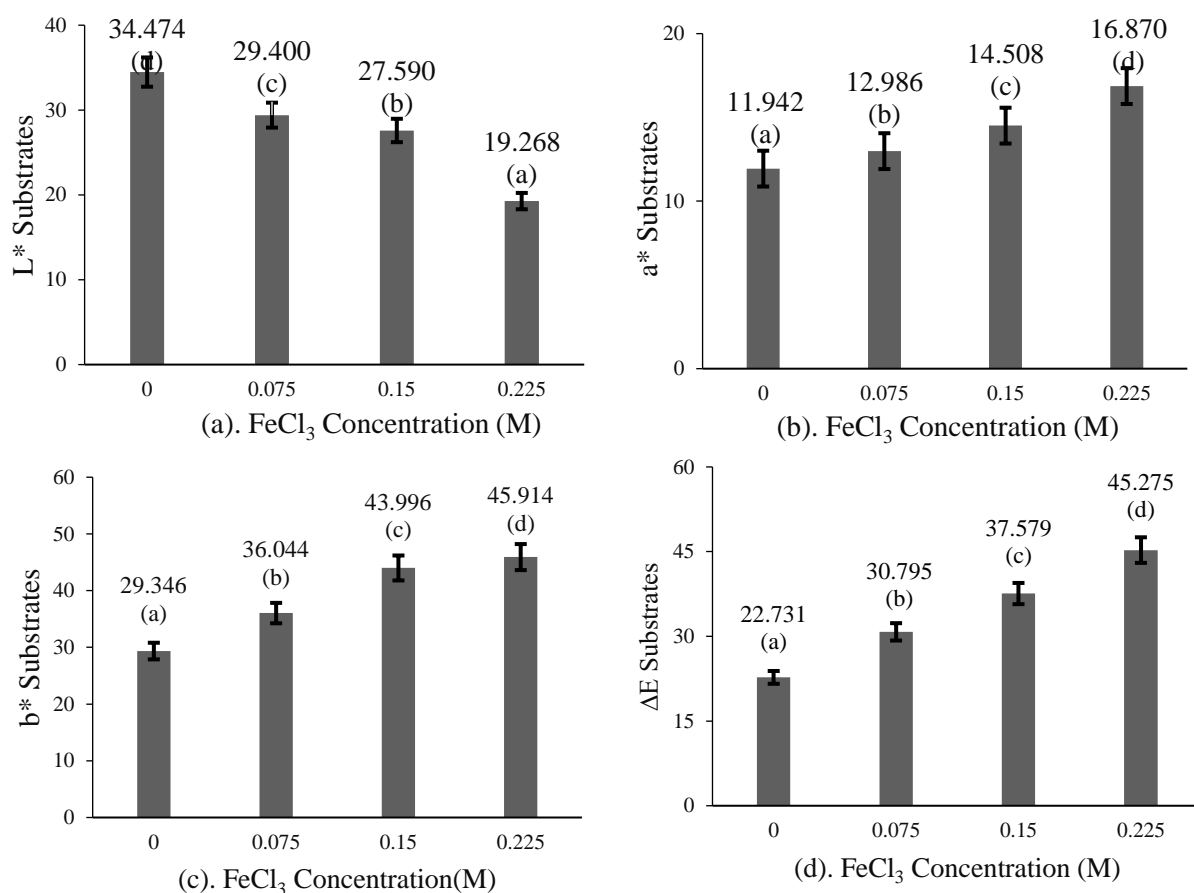 40
30
20
10
0
L* Substrates
34.474
(d)
29.400
(c)
27.590
(b)
19.268
(a)
0 0.075 0.15 0.225
(a). FeCl₃ Concentration (M)
20
10
0
a* Substrates
11.942
(a)
12.986
(b)
14.508
(c)
16.870
(d)
0 0.075 0.15 0.225
(b). FeCl₃ Concentration (M)
60
50
40
30
20
10
0
b* Substrates
29.346
(a)
36.044
(b)
43.996
(c)
45.914
(d)
0 0.075 0.15 0.225
(c). FeCl₃ Concentration(M)
60
45
30
15
0
ΔE Substrates
22.731
(a)
30.795
(b)
37.579
(c)
45.275
(d)
0 0.075 0.15 0.225
(d). FeCl₃ Concentration (M)